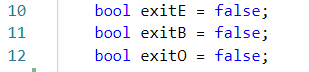 10 bool exitE = false;
11 bool exitB = false;
12 bool exitO = false;